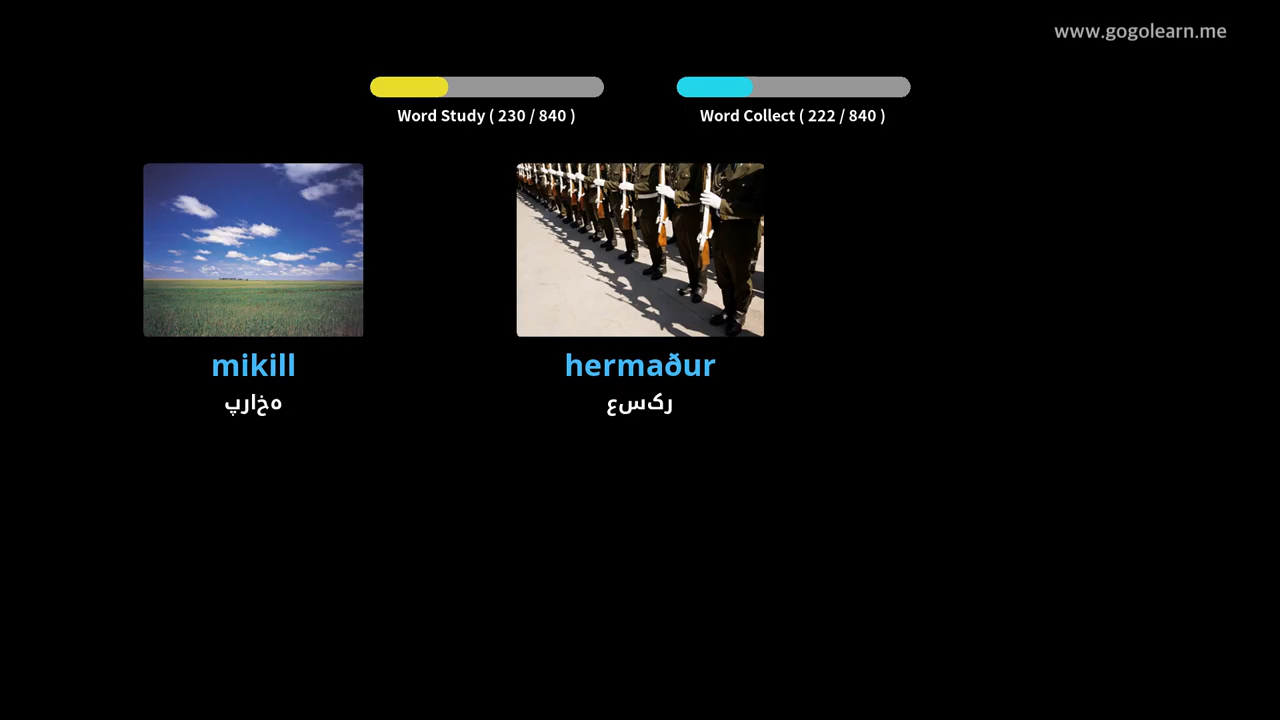 www.gogolearn.me
Word Study ( 230 / 840 )
Word Collect ( 222 / 840 )
mikill
هخارپ
hermaður
رکسع